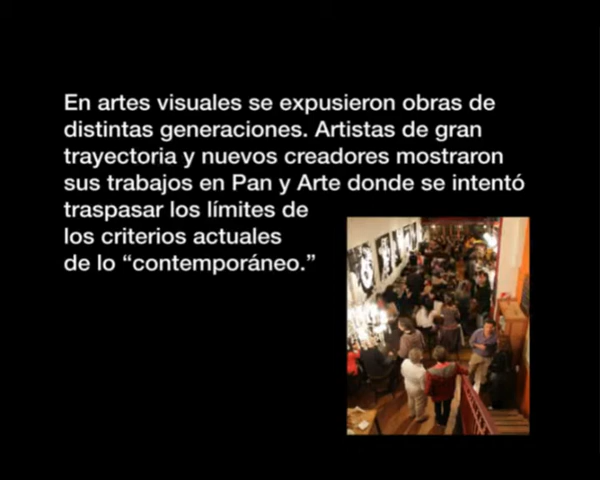 En artes visuales se expusieron obras de
distintas generaciones. Artistas de gran
trayectoria y nuevos creadores mostraron
sus trabajos en Pan y Arte donde se intentó
traspasar los límites de
los criterios actuales
de lo “contemporáneo.”